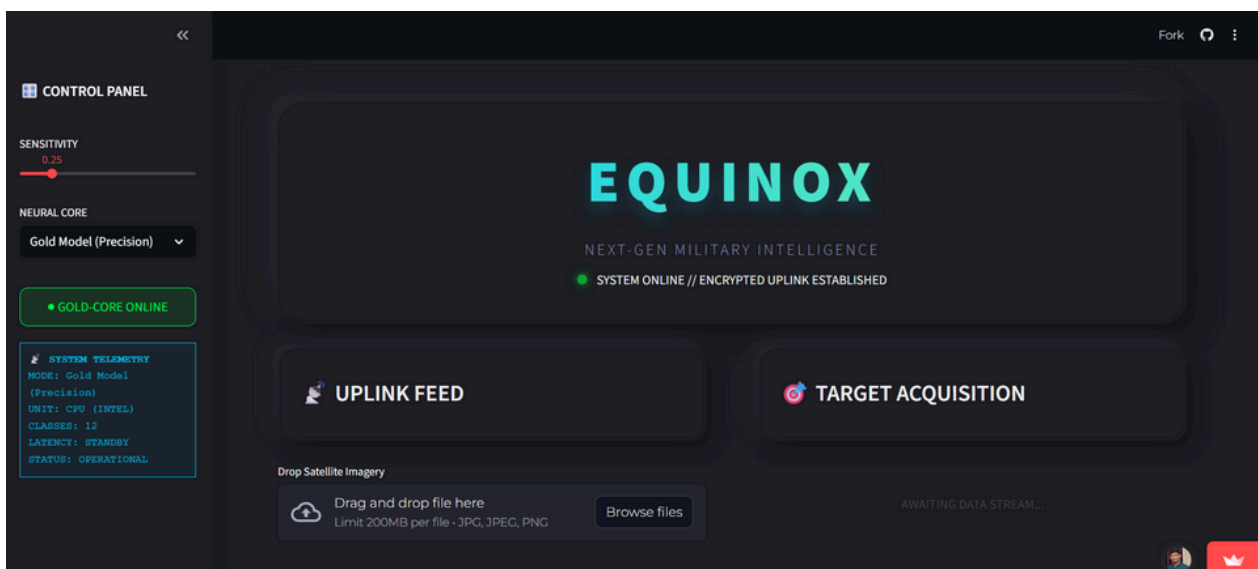 Fork
CONTROL PANEL
SENSITIVITY
0.25
NEURAL CORE
Gold Model (Precision)
GOLD-CORE ONLINE
SYSTEM TELEMETRY
MODE: Gold Model
(Precision)
UNIT: CPU (INTEL)
CLASSES: 12
LATENCY: STANDBY
STATUS: OPERATIONAL
EQUINOX
NEXT-GEN MILITARY INTELLIGENCE
SYSTEM ONLINE // ENCRYPTED UPLINK ESTABLISHED
UPLINK FEED
TARGET ACQUISITION
Drop Satellite Imagery
Drag and drop file here
Limit 200MB per file • JPG, JPEG, PNG
Browse files
AWAITING DATA STREAM...